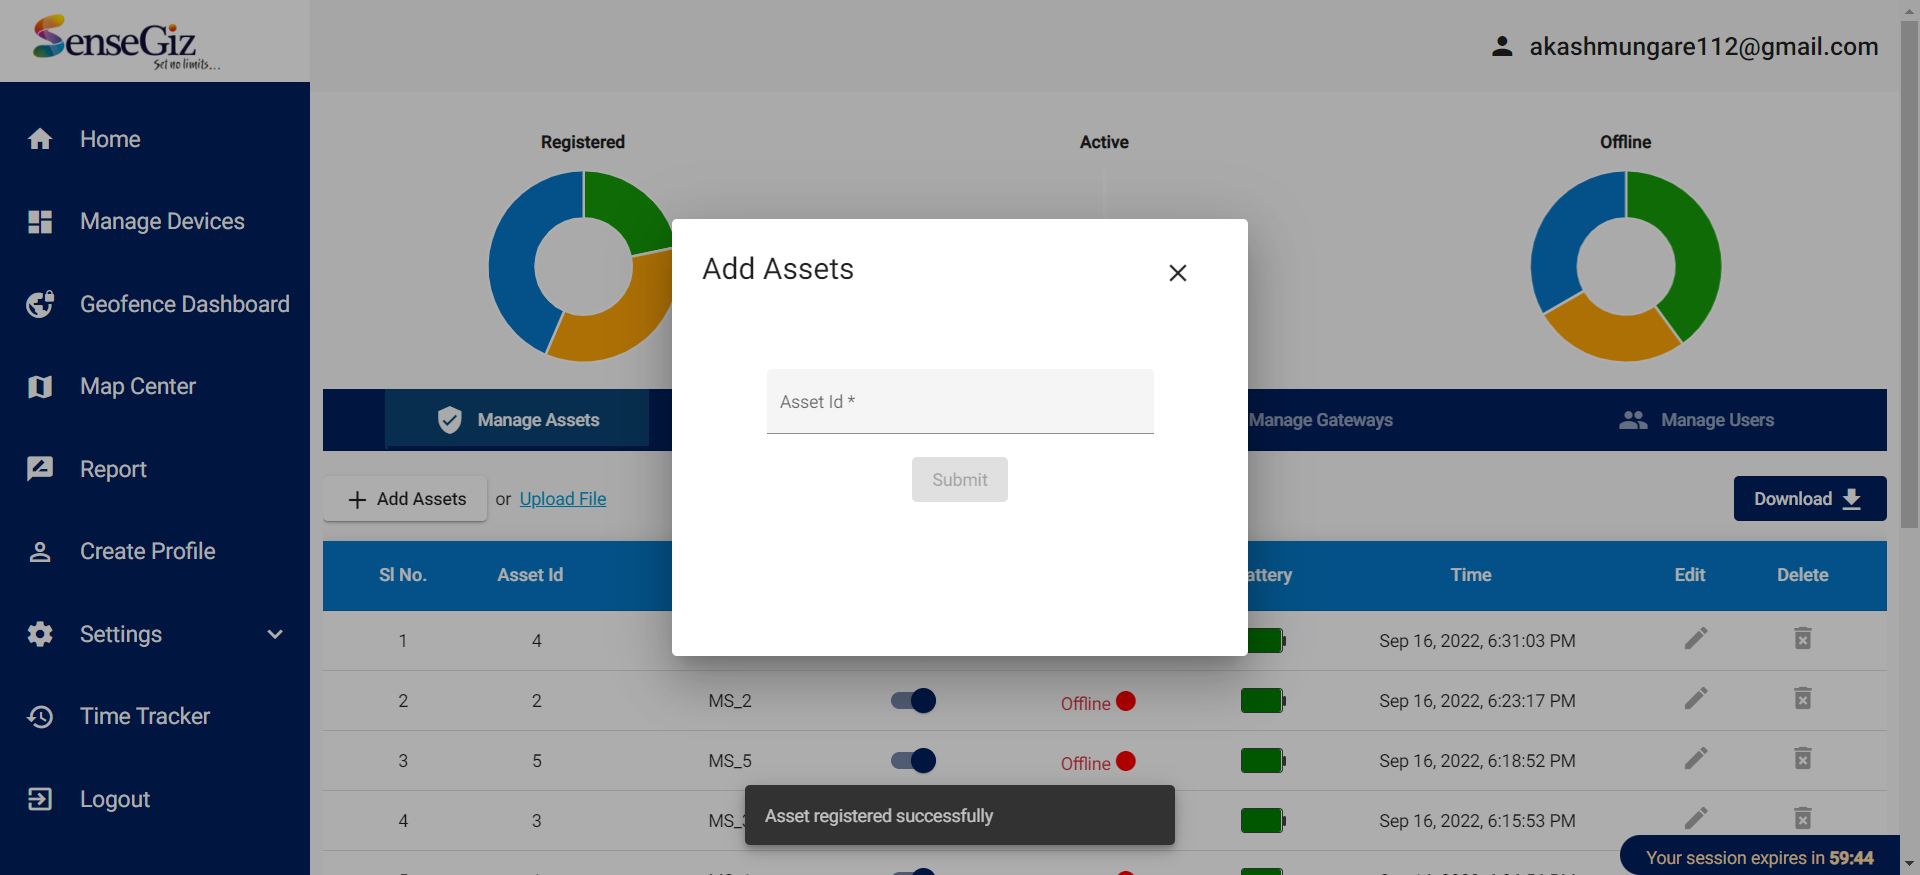 SenseGiz
Set no limits...
akashmungare112@gmail.com
Home
Manage Devices
Geofence Dashboard
Map Center
Report
Create Profile
Settings
Time Tracker
Logout
Registered
Active
Offline
Add Assets
Asset Id *
Submit
Manage Assets
Manage Gateways
Manage Users
Add Assets or Upload File
Download
Sl No. Asset Id attery Time Edit Delete
1 4 Sep 16, 2022, 6:31:03 PM
2 2 MS_2 Offline Sep 16, 2022, 6:23:17 PM
3 5 MS_5 Offline Sep 16, 2022, 6:18:52 PM
4 3 MS_ Sep 16, 2022, 6:15:53 PM
Asset registered successfully
Your session expires in 59:44